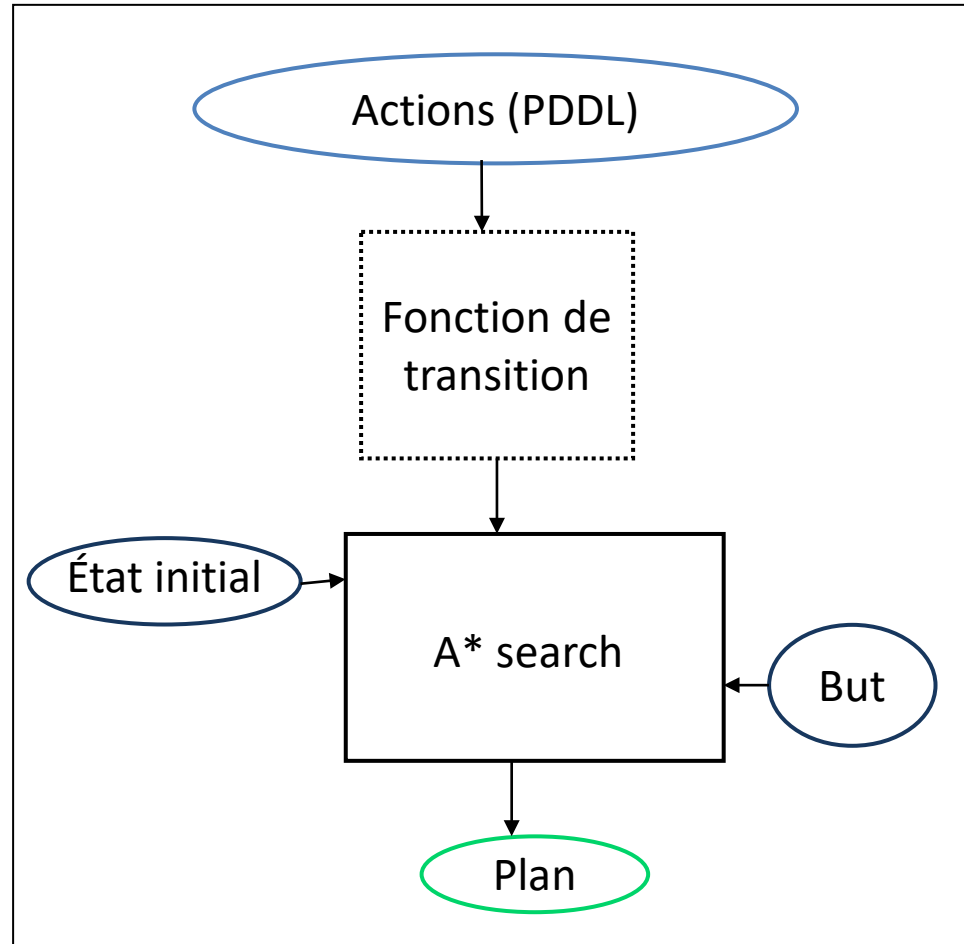 Actions (PDDL)
Fonction de
transition
État initial
A* search
But
Plan